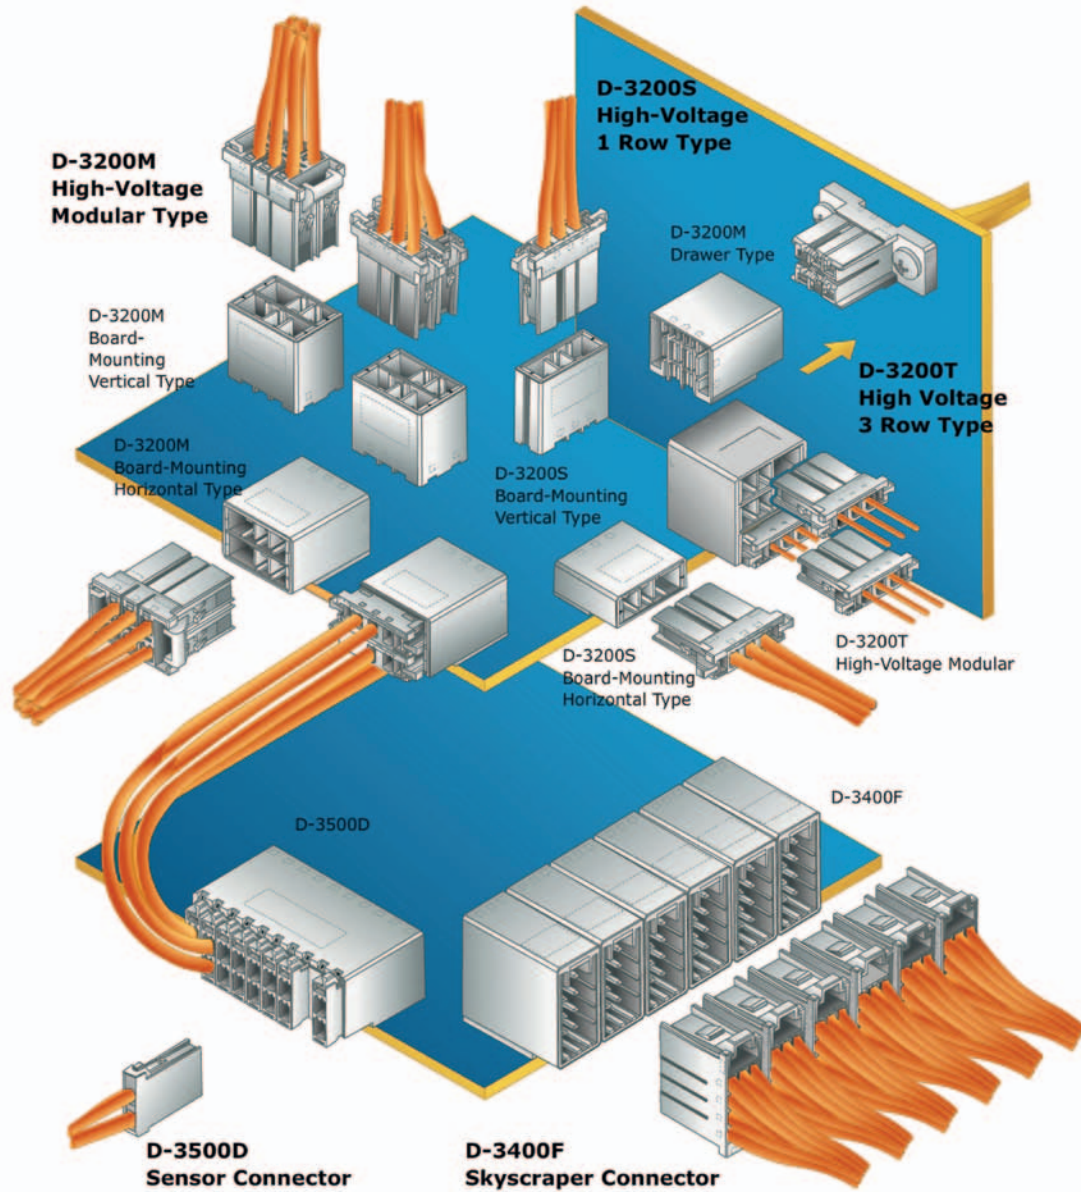 D-3200S
High-Voltage
1 Row Type
D-3200M
High-Voltage
Modular Type
D-3200M
Drawer Type
D-3200M
Board-
Mounting
Vertical Type
D-3200T
High Voltage
3 Row Type
D-3200M
Board-Mounting
Horizontal Type
D-3200S
Board-Mounting
Vertical Type
D-3200T
High-Voltage Modular
D-3200S
Board-Mounting
Horizontal Type
D-3400F
D-3500D
D-3500D
Sensor Connector
D-3400F
Skyscraper Connector